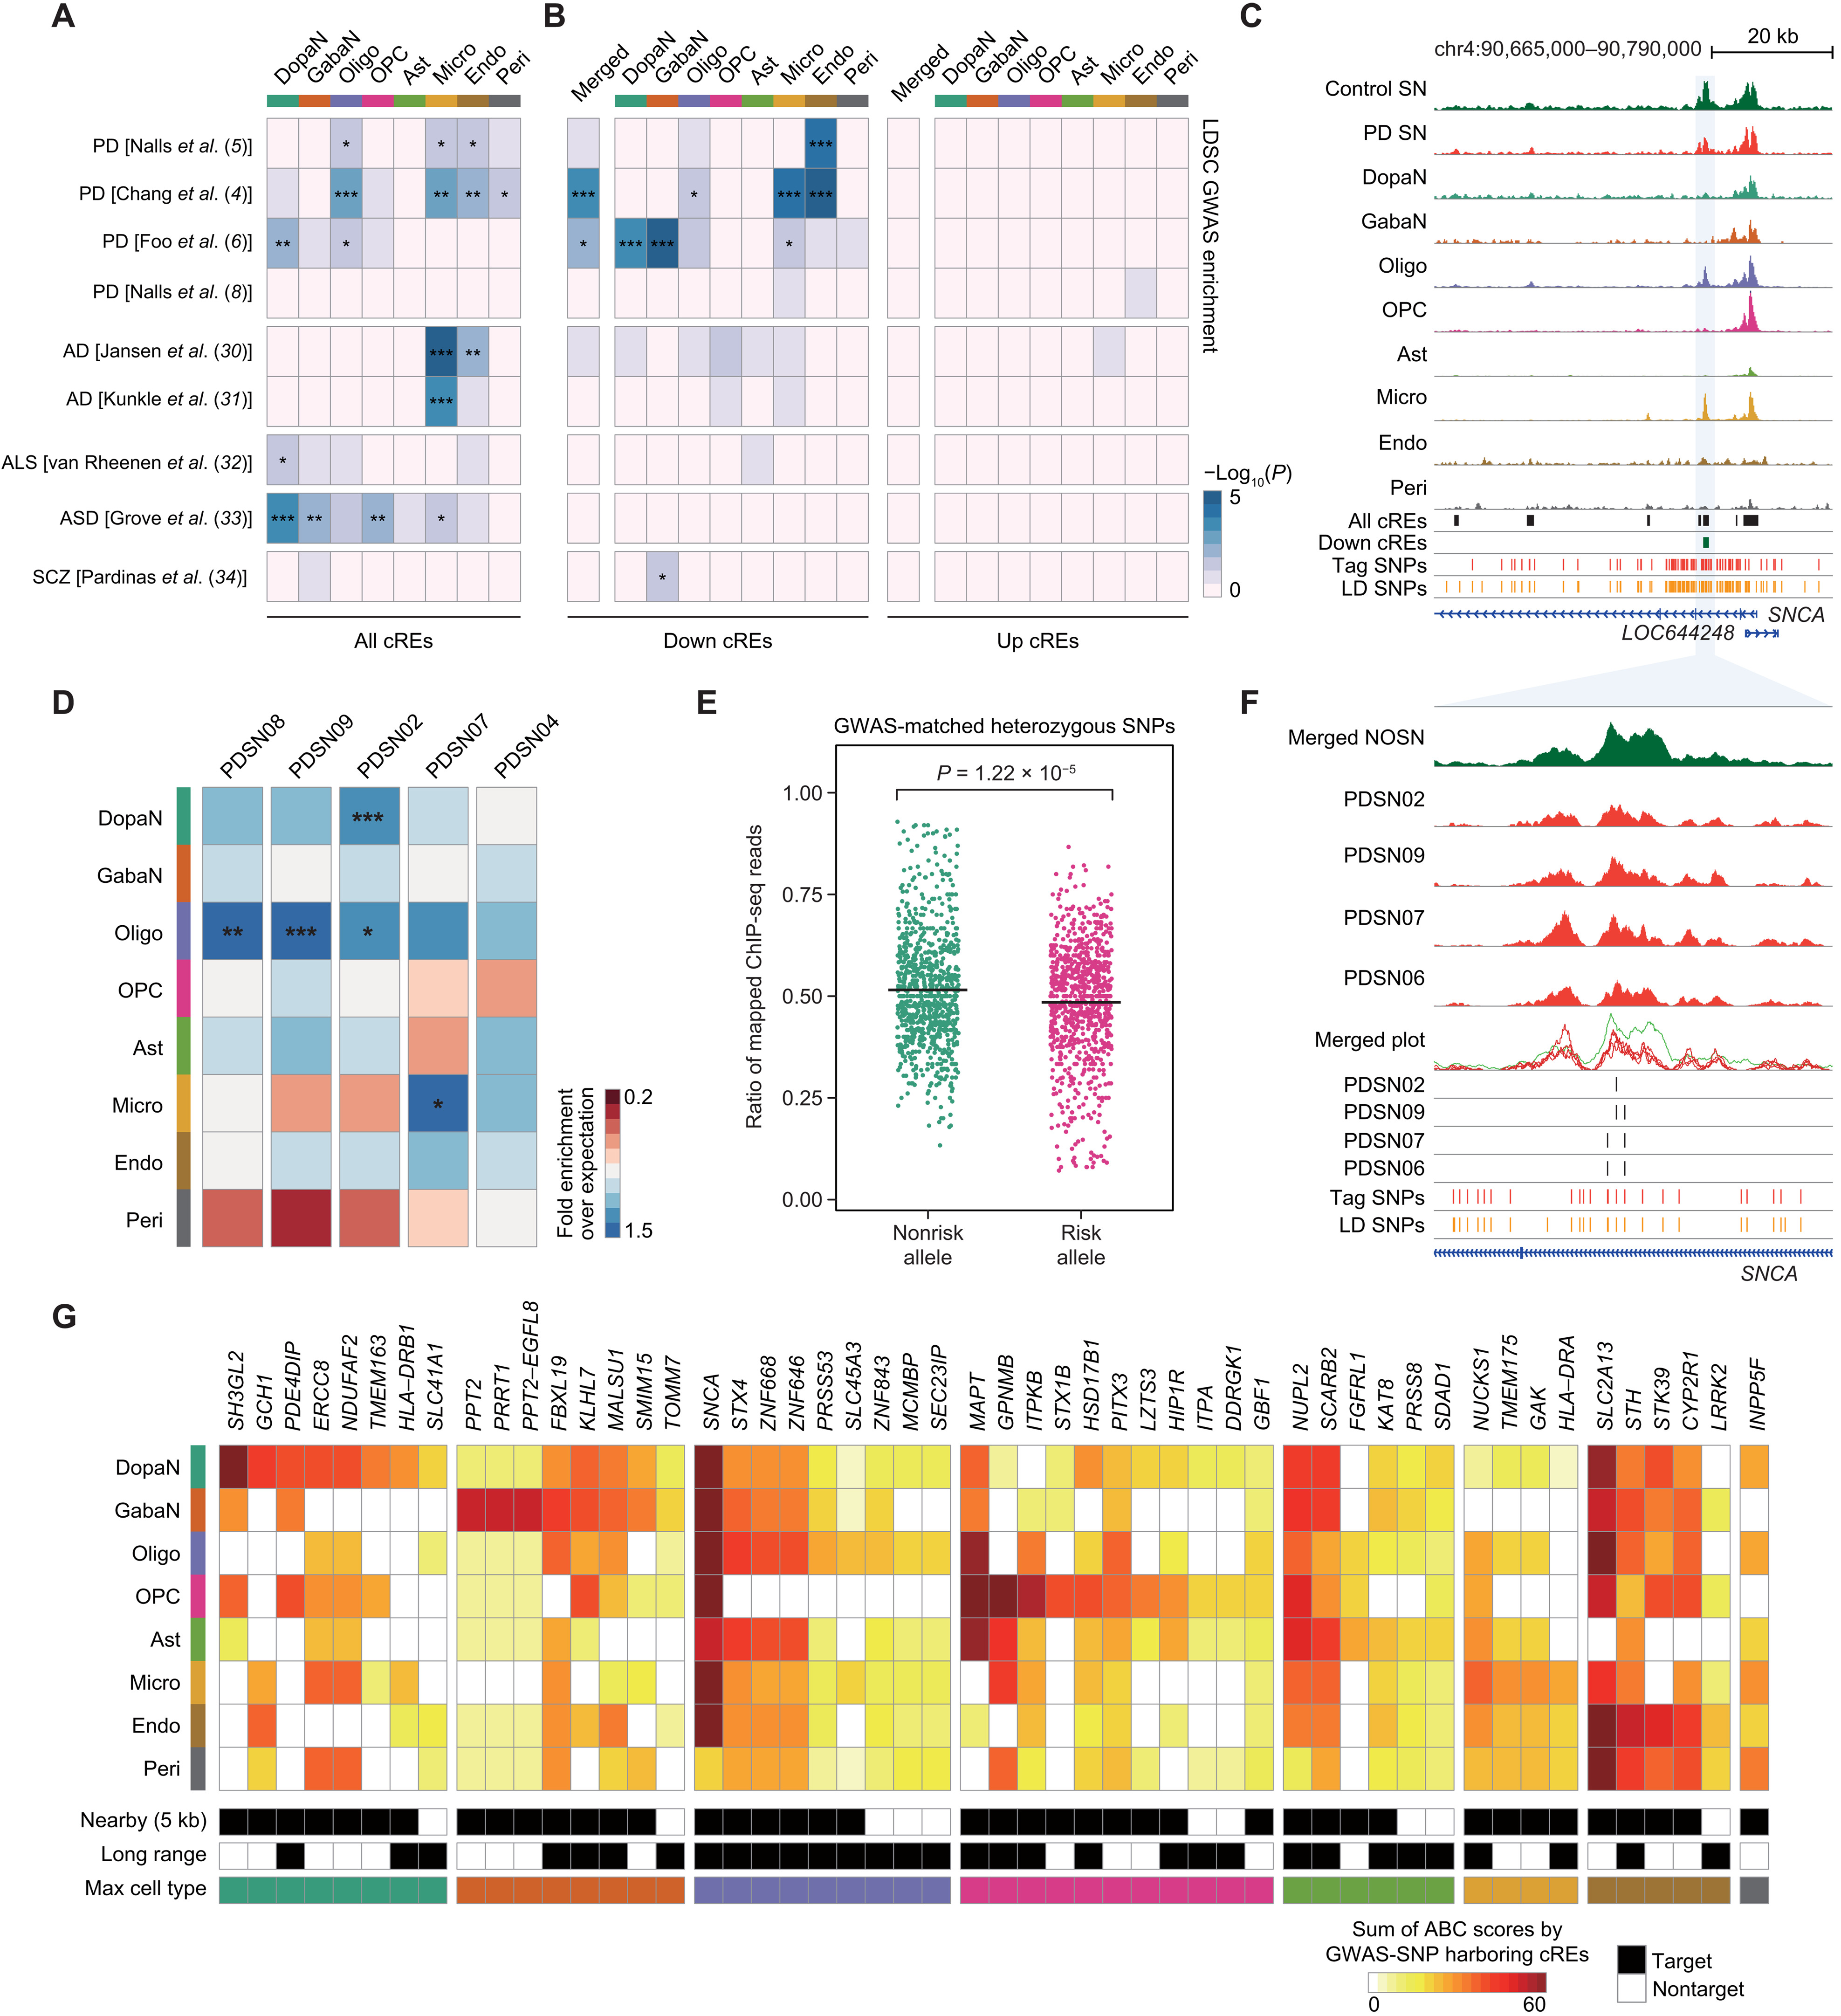 A
DopaN
GabaN
Oligo
OPC
Ast
Micro
Endo
Peri
B
Merged
DopaN
GabaN
Oligo
OPC
Ast
Micro
Endo
Peri
Merged
DopaN
GabaN
Oligo
OPC
Ast
Micro
Endo
Peri
PD [Nalls et al. (5)]
* * * ***
PD [Chang et al. (4)]
*** ** ** * *** * *** ***
PD [Foo et al. (6)]
** * * *** *** *
PD [Nalls et al. (8)]
AD [Jansen et al. (30)]
*** **
AD [Kunkle et al. (31)]
***
ALS [van Rheenen et al. (32)]
*
ASD [Grove et al. (33)]
*** ** ** *
SCZ [Pardinas et al. (34)]
*
All cREs
Down cREs
Up cREs
LDSC GWAS enrichment
−Log10(P)
5
0
C
chr4:90,665,000–90,790,000
20 kb
Control SN
PD SN
DopaN
GabaN
Oligo
OPC
Ast
Micro
Endo
Peri
All cREs
Down cREs
Tag SNPs
LD SNPs
SNCA
LOC644248
D
PDSN08
PDSN09
PDSN02
PDSN07
PDSN04
DopaN
***
GabaN
Oligo
** *** *
OPC
Ast
Micro
*
Endo
Peri
Fold enrichment
over expectation
0.2
1.5
E
GWAS-matched heterozygous SNPs
P = 1.22 × 10−5
Ratio of mapped ChIP-seq reads
1.00
0.75
0.50
0.25
0.00
Nonrisk
allele
Risk
allele
F
Merged NOSN
PDSN02
PDSN09
PDSN07
PDSN06
Merged plot
PDSN02
PDSN09
PDSN07
PDSN06
Tag SNPs
LD SNPs
SNCA
G
SH3GL2
GCH1
PDE4DIP
ERCC8
NDUFAF2
TMEM163
HLA–DRB1
SLC41A1
PPT2
PRRT1
PPT2–EGFL8
FBXL19
KLHL7
MALSU1
SMIM15
TOMM7
SNCA
STX4
ZNF668
ZNF646
PRSS53
SLC45A3
ZNF843
MCMBP
SEC23IP
MAPT
GPNMB
ITPKB
STX1B
HSD17B1
PITX3
LZTS3
HIP1R
ITPA
DDRGK1
GBF1
NUPL2
SCARB2
FGFRL1
KAT8
PRSS8
SDAD1
NUCKS1
TMEM175
GAK
HLA–DRA
SLC2A13
STH
STK39
CYP2R1
LRRK2
INPP5F
DopaN
GabaN
Oligo
OPC
Ast
Micro
Endo
Peri
Nearby (5 kb)
Long range
Max cell type
Sum of ABC scores by
GWAS-SNP harboring cREs
0
60
Target
Nontarget